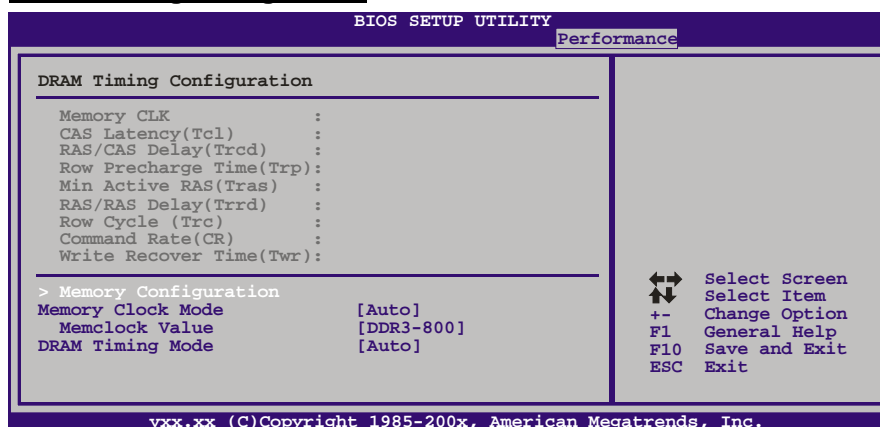 BIOS SETUP UTILITY
Performance
DRAM Timing Configuration
Memory CLK :
CAS Latency(Tcl) :
RAS/CAS Delay(Trcd) :
Row Precharge Time(Trp):
Min Active RAS(Tras) :
RAS/RAS Delay(Trrd) :
Row Cycle (Trc) :
Command Rate(CR) :
Write Recover Time(Twr):
> Memory Configuration
Memory Clock Mode [Auto]
Memclock Value [DDR3-800]
DRAM Timing Mode [Auto]
Select Screen
Select Item
+- Change Option
F1 General Help
F10 Save and Exit
ESC Exit
vxx.xx (C)Copyright 1985-200x, American Megatrends, Inc.